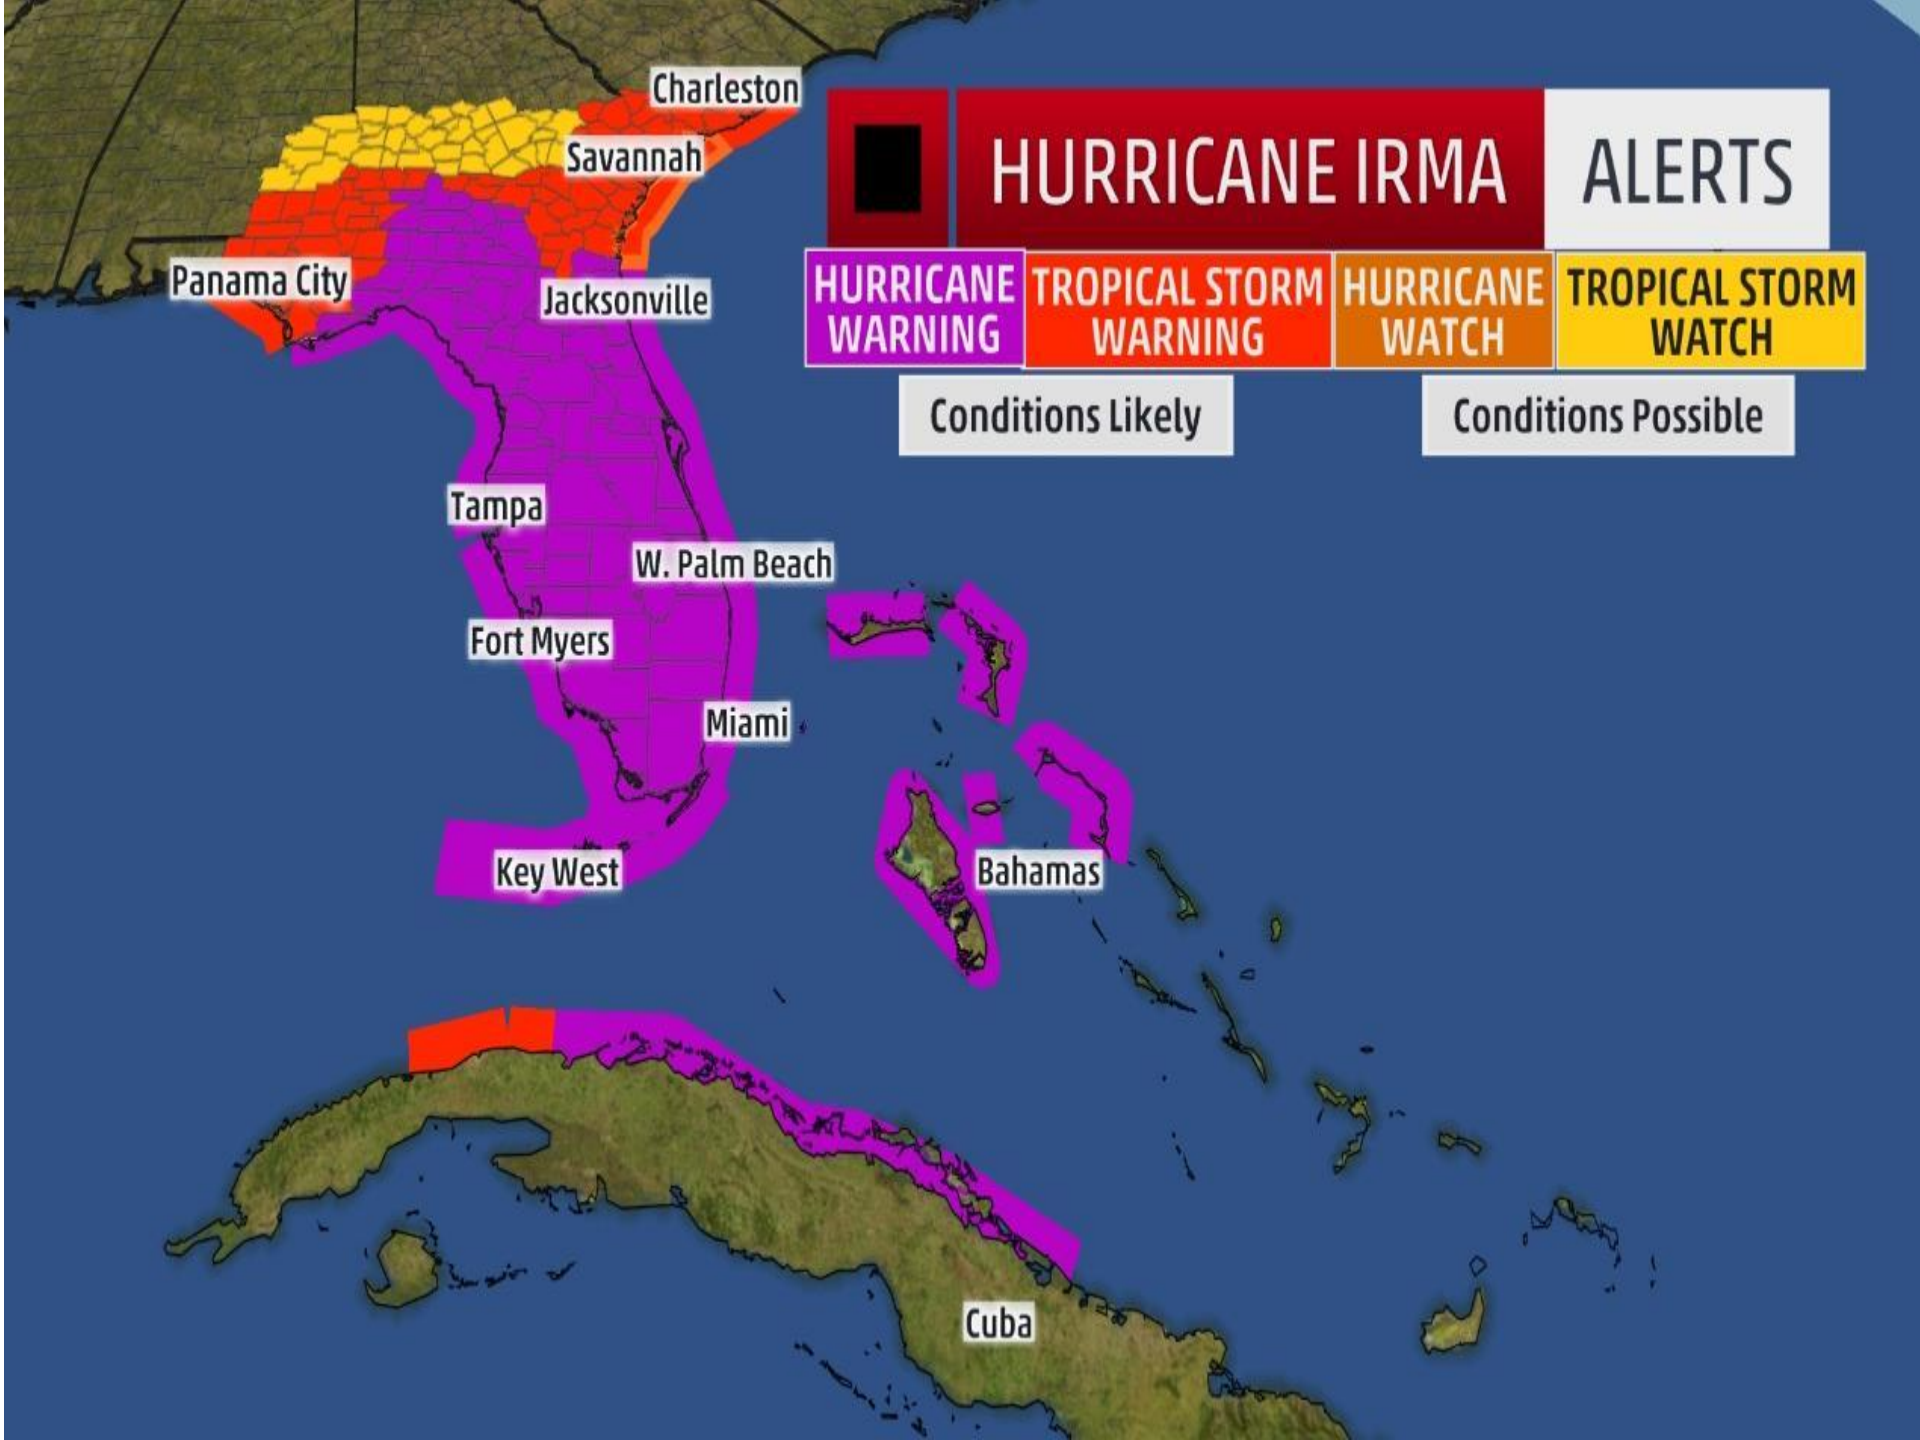 HURRICANE IRMA
ALERTS
HURRICANE
WARNING
TROPICAL STORM
WARNING
HURRICANE
WATCH
TROPICAL STORM
WATCH
Conditions Likely
Conditions Possible
Charleston
Savannah
Panama City
Jacksonville
Tampa
W. Palm Beach
Fort Myers
Miami
Key West
Bahamas
Cuba